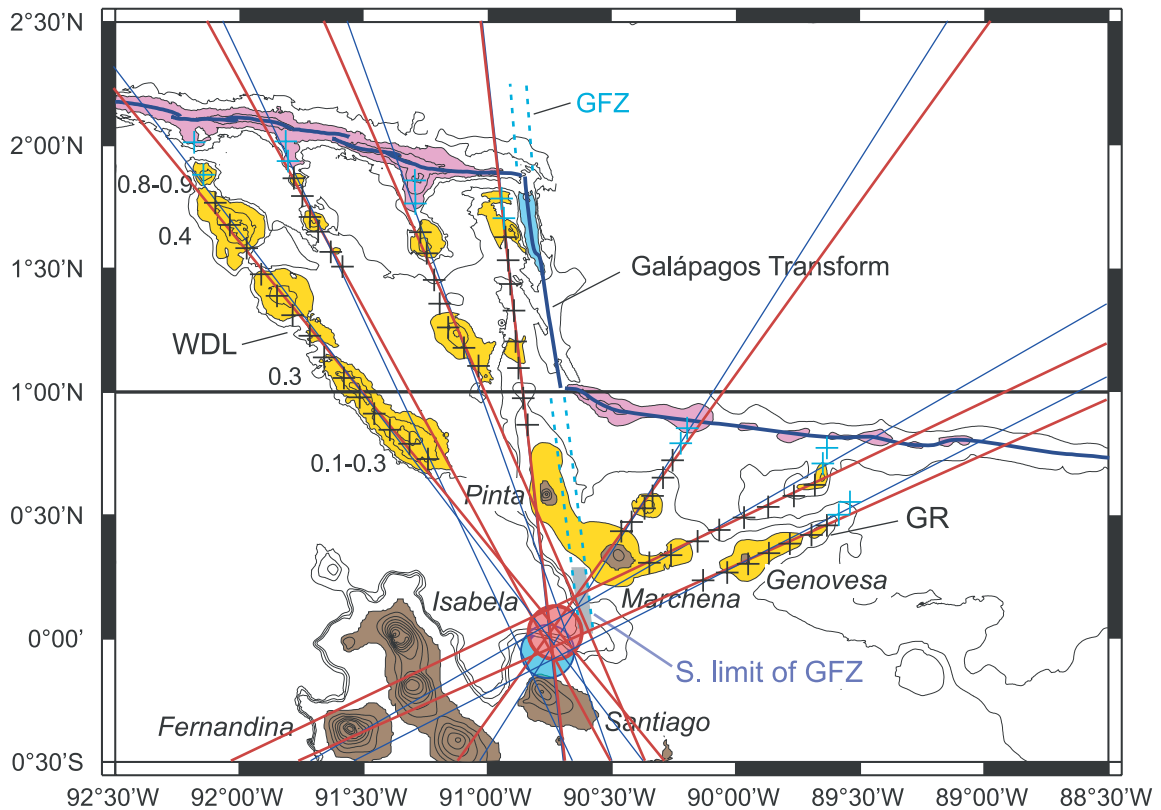 2°30'N
GFZ
2°00'N
0.8-0.9
0.4
1°30'N
Galápagos Transform
WDL
0.3
1°00'N
0.1-0.3
Pinta
0°30'N
GR
Genovesa
Marchena
Isabela
0°00'
S. limit of GFZ
Fernandina
Santiago
0°30'S
92°30'W 92°00'W 91°30'W 91°00'W 90°30'W 90°00'W 89°30'W 89°00'W 88°30'W